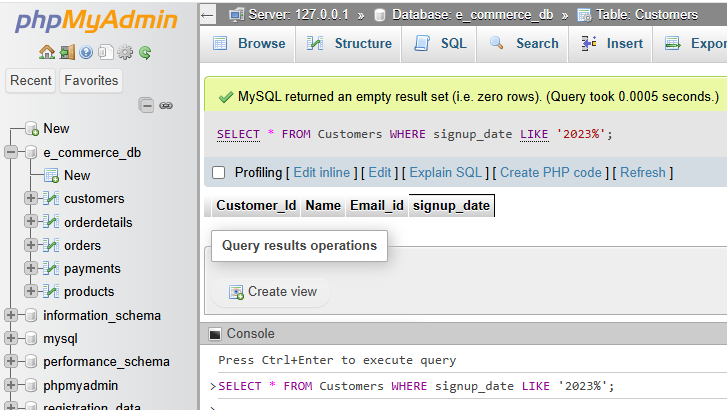 phpMyAdmin
Recent Favorites
New
e_commerce_db
New
customers
orderdetails
orders
payments
products
information_schema
mysql
performance_schema
phpmyadmin
registration_data
Server: 127.0.0.1 » Database: e_commerce_db » Table: Customers
Browse Structure SQL Search Insert Expor
MySQL returned an empty result set (i.e. zero rows). (Query took 0.0005 seconds.)
SELECT * FROM Customers WHERE signup_date LIKE '2023%';
Profiling [ Edit inline ] [ Edit ] [ Explain SQL ] [ Create PHP code ] [ Refresh ]
Customer_Id Name Email_id signup_date
Query results operations
Create view
Console
Press Ctrl+Enter to execute query
>SELECT * FROM Customers WHERE signup_date LIKE '2023%';
>